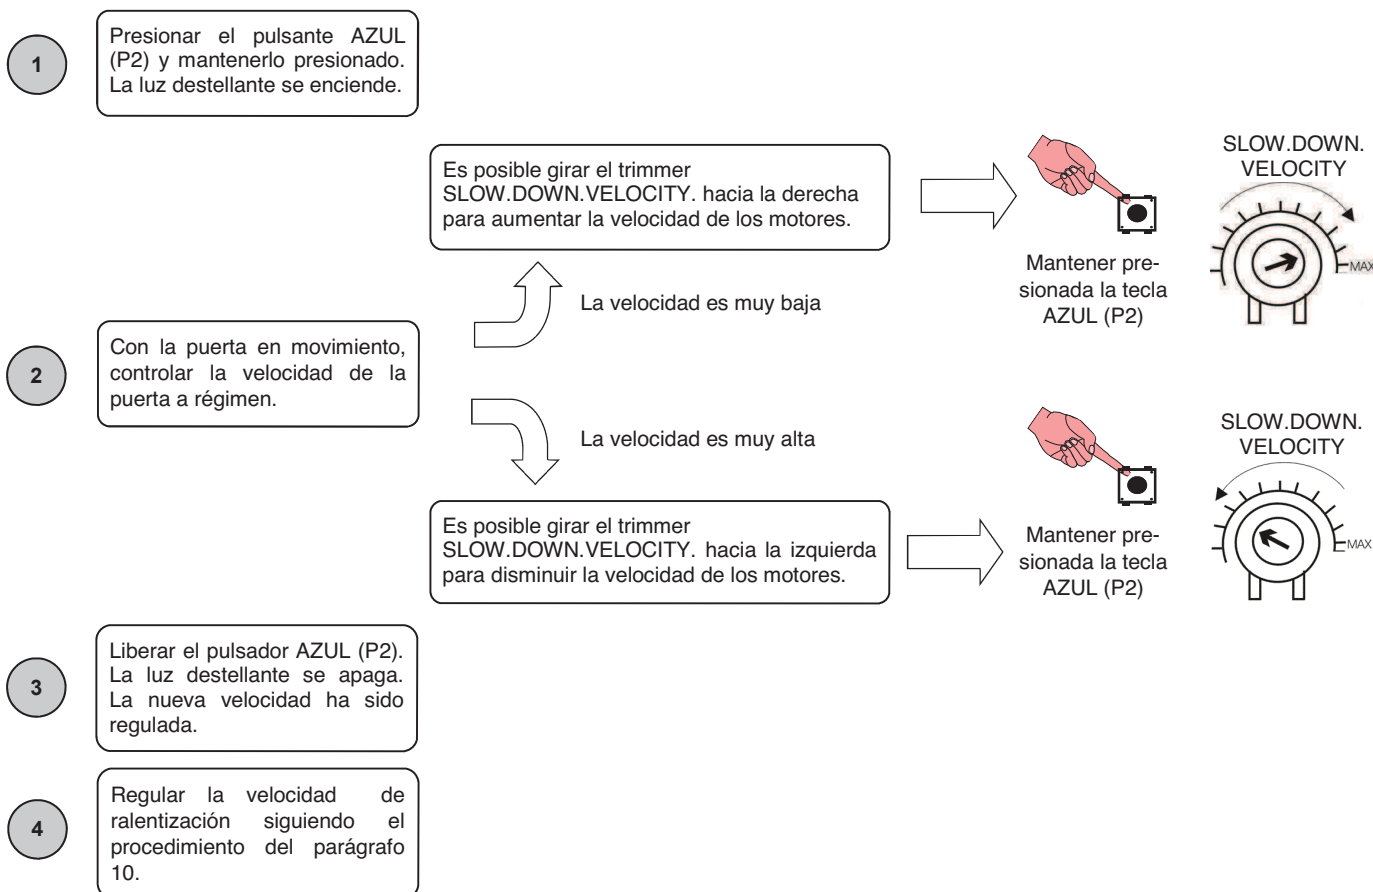 1
Presionar el pulsante AZUL
(P2) y mantenerlo presionado.
La luz destellante se enciende.
Es posible girar el trimmer
SLOW.DOWN.VELOCITY. hacia la derecha
para aumentar la velocidad de los motores.
Mantener pre-
sionada la tecla
AZUL (P2)
SLOW.DOWN.
VELOCITY
MAX
La velocidad es muy baja
2
Con la puerta en movimiento,
controlar la velocidad de la
puerta a régimen.
La velocidad es muy alta
Es posible girar el trimmer
SLOW.DOWN.VELOCITY. hacia la izquierda
para disminuir la velocidad de los motores.
Mantener pre-
sionada la tecla
AZUL (P2)
SLOW.DOWN.
VELOCITY
MAX
3
Liberar el pulsador AZUL (P2).
La luz destellante se apaga.
La nueva velocidad ha sido
regulada.
4
Regular la velocidad de
ralentización siguiendo el
procedimiento del parágrafo
10.